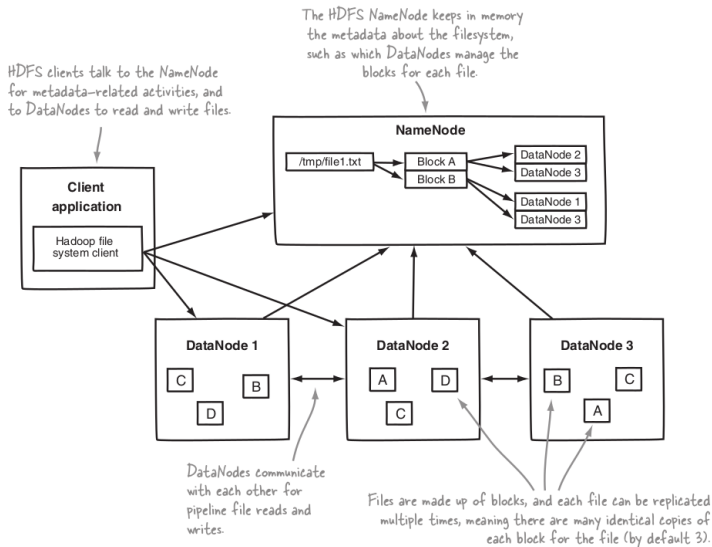 The HDFS NameNode keeps in memory
the metadata about the filesystem,
such as which DataNodes manage the
blocks for each file.
HDFS clients talk to the NameNode
for metadata-related activities, and
to DataNodes to read and write files.
NameNode
/tmp/file1.txt
Block A
Block B
DataNode 2
DataNode 3
DataNode 1
DataNode 3
Client
application
Hadoop file
system client
DataNode 1
C
B
D
DataNode 2
A
D
C
DataNode 3
B
C
A
DataNodes communicate
with each other for
pipeline file reads and
writes.
Files are made up of blocks, and each file can be replicated
multiple times, meaning there are many identical copies of
each block for the file (by default 3).